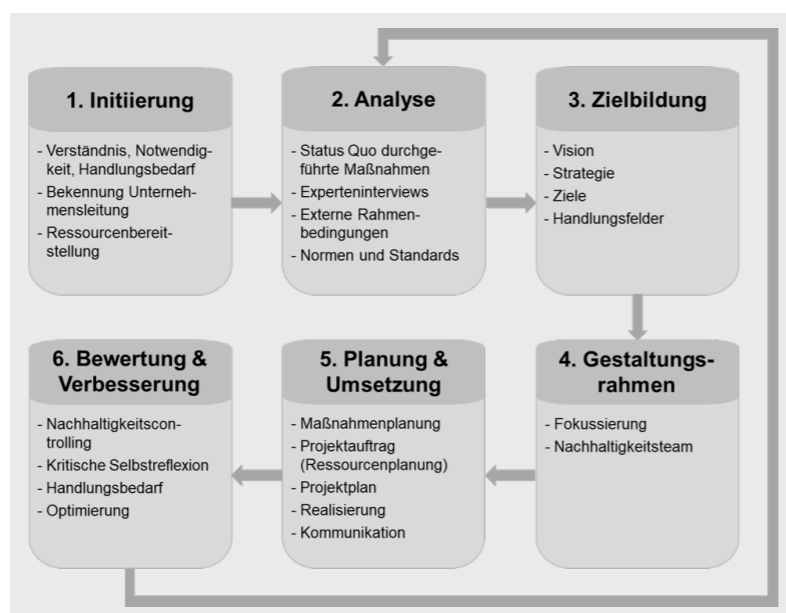 1. Initiierung
- Verständnis, Notwendig-
keit, Handlungsbedarf
- Bekennung Unterneh-
mensleitung
- Ressourcenbereit-
stellung
2. Analyse
- Status Quo durchge-
führte Maßnahmen
- Experteninterviews
- Externe Rahmen-
bedingungen
- Normen und Standards
3. Zielbildung
- Vision
- Strategie
- Ziele
- Handlungsfelder
4. Gestaltungs-
rahmen
- Fokussierung
- Nachhaltigkeitsteam
5. Planung &
Umsetzung
- Maßnahmenplanung
- Projektauftrag
(Ressourcenplanung)
- Projektplan
- Realisierung
- Kommunikation
6. Bewertung &
Verbesserung
- Nachhaltigkeitscon-
trolling
- Kritische Selbstreflexion
- Handlungsbedarf
- Optimierung